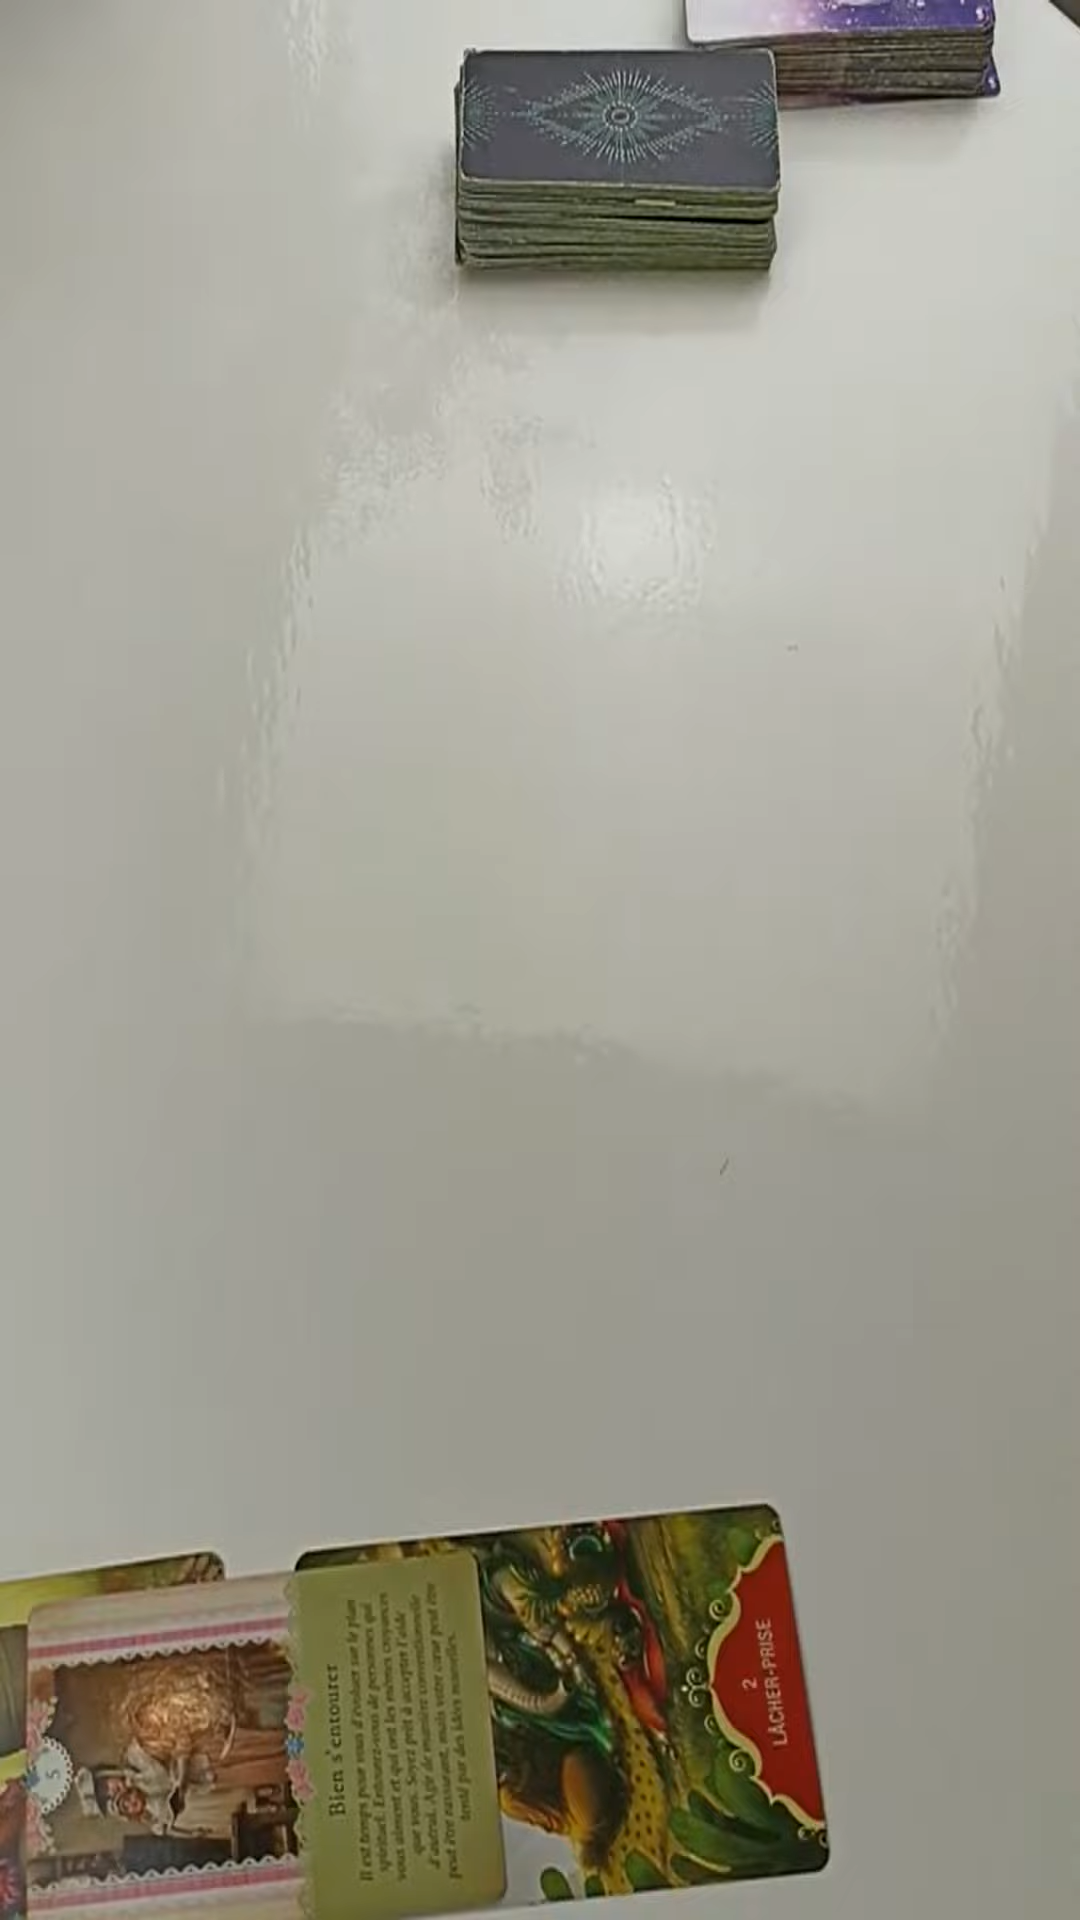 5
Bien s'entourer
Il est temps pour vous d'évoluer sur le plan
spirituel. Entourez-vous de personnes qui
vous aiment et qui ont les mêmes croyances
que vous. Soyez prêt à accepter l'aide
d'autrui. Agir de manière conventionnelle
peut être rassurant, mais votre cœur peut être
tenté par des idées nouvelles.
2
LÂCHER-PRISE